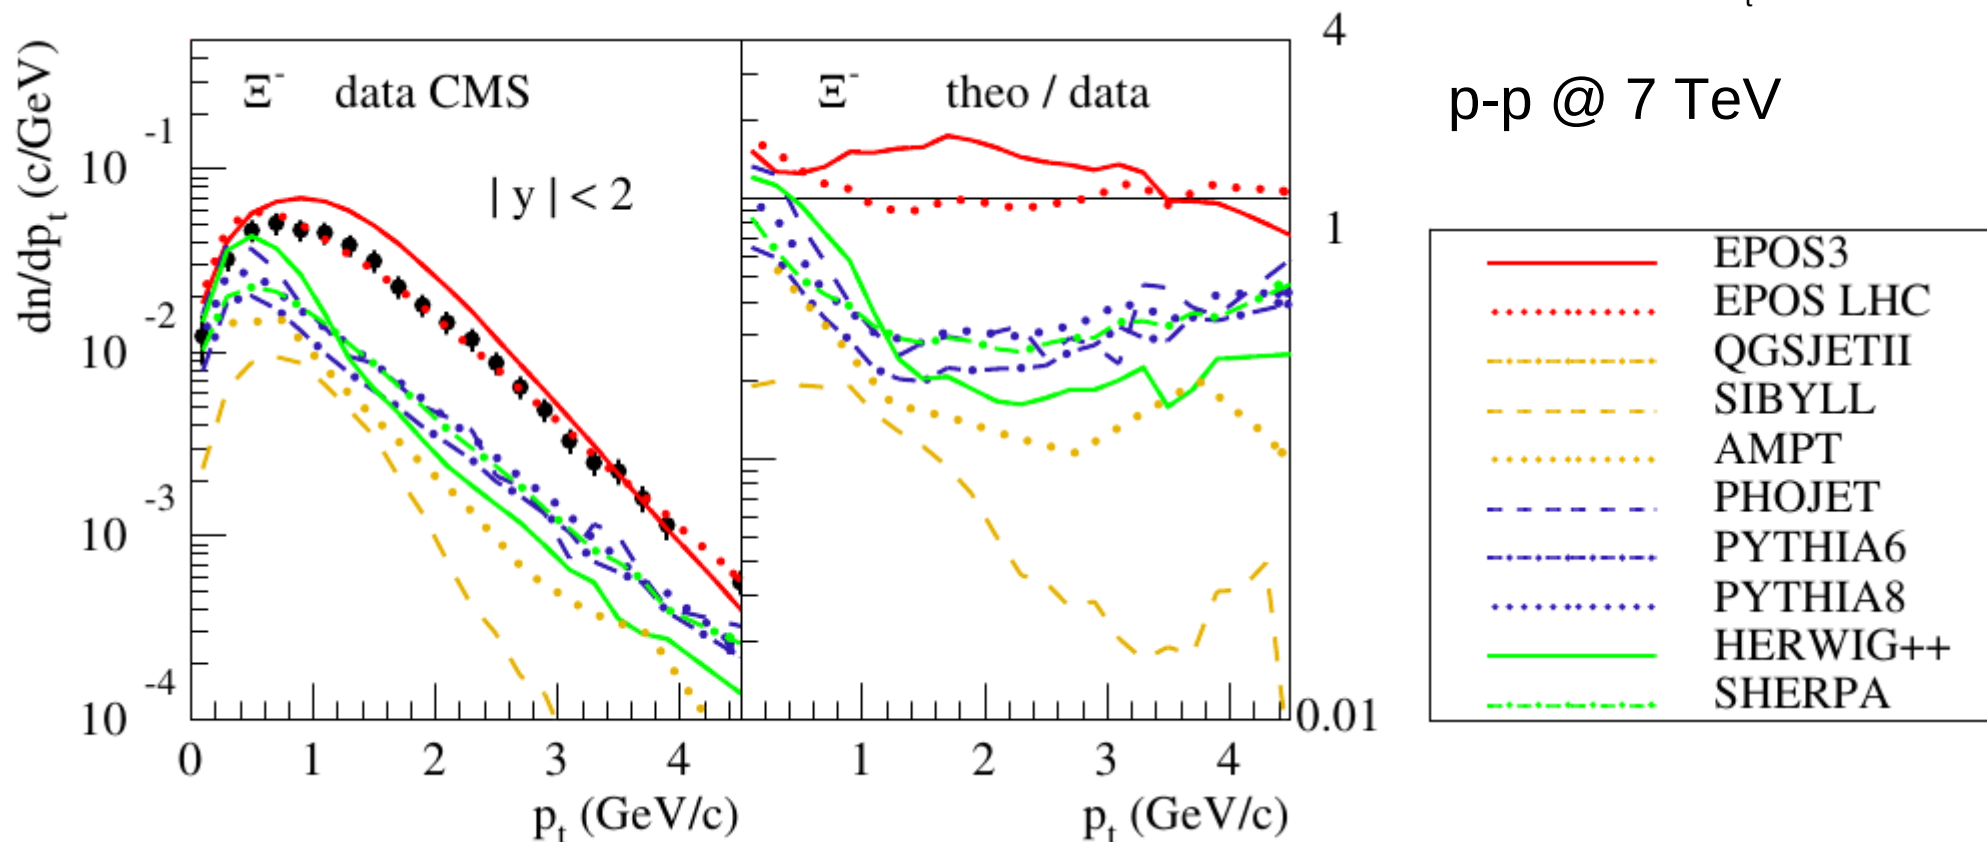 t
Ξ- data CMS
Ξ- theo / data
| y | < 2
dn/dpt (c/GeV)
10 -1
10 -2
10 -3
10 -4
0 1 2 3 4
pt (GeV/c)
1 2 3 4
pt (GeV/c)
4
1
0.01
p-p @ 7 TeV
EPOS3
EPOS LHC
QGSJETII
SIBYLL
AMPT
PHOJET
PYTHIA6
PYTHIA8
HERWIG++
SHERPA